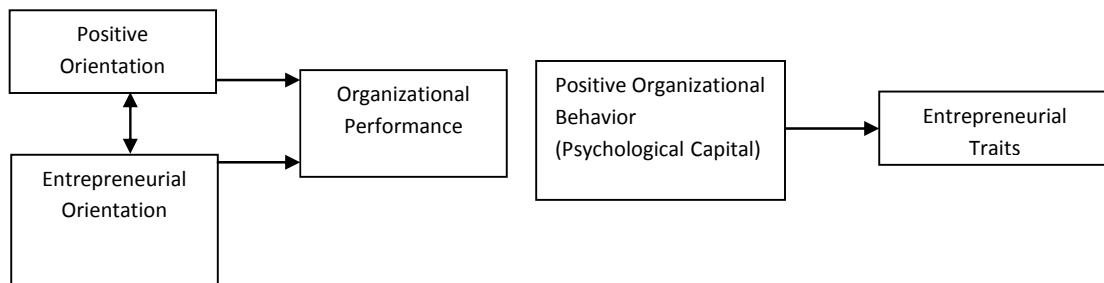 Positive
Orientation
Entrepreneurial
Orientation
Organizational
Performance
Positive Organizational
Behavior
(Psychological Capital)
Entrepreneurial
Traits